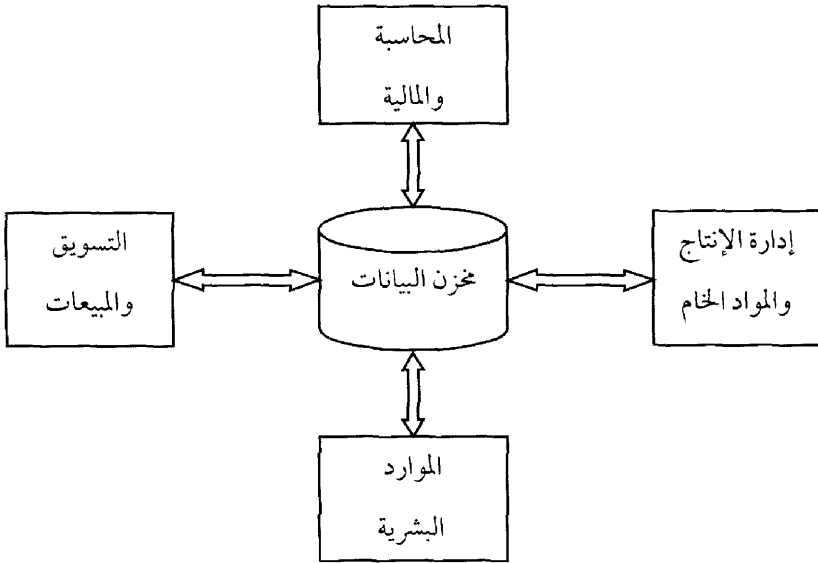 المحاسبة
والمالية
إدارة الإنتاج
والمواد الخام
مخزن البيانات
التسويق
والمبيعات
الموارد
البشرية